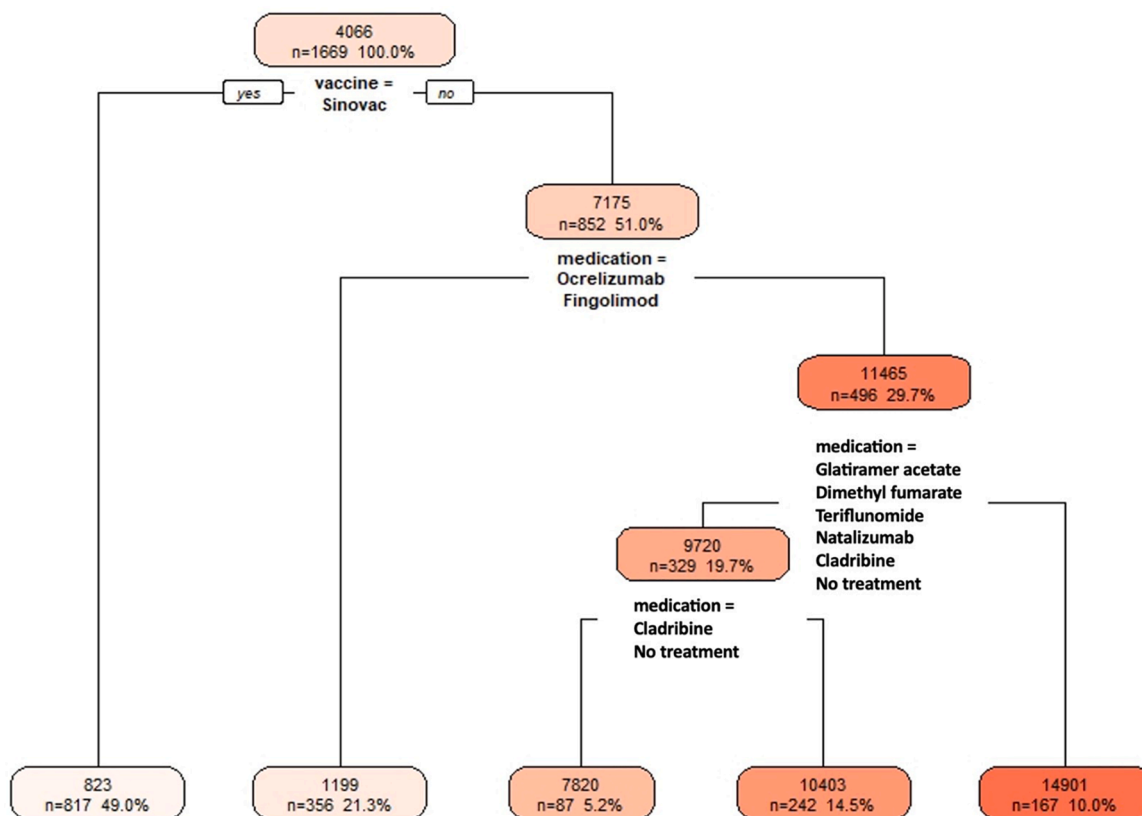 4066
n=1669 100.0%
yes
vaccine =
Sinovac
no
7175
n=852 51.0%
medication =
Ocrelizumab
Fingolimod
11465
n=496 29.7%
medication =
Glatiramer acetate
Dimethyl fumarate
Teriflunomide
Natalizumab
Cladribine
No treatment
9720
n=329 19.7%
medication =
Cladribine
No treatment
823
n=817 49.0%
1199
n=356 21.3%
7820
n=87 5.2%
10403
n=242 14.5%
14901
n=167 10.0%